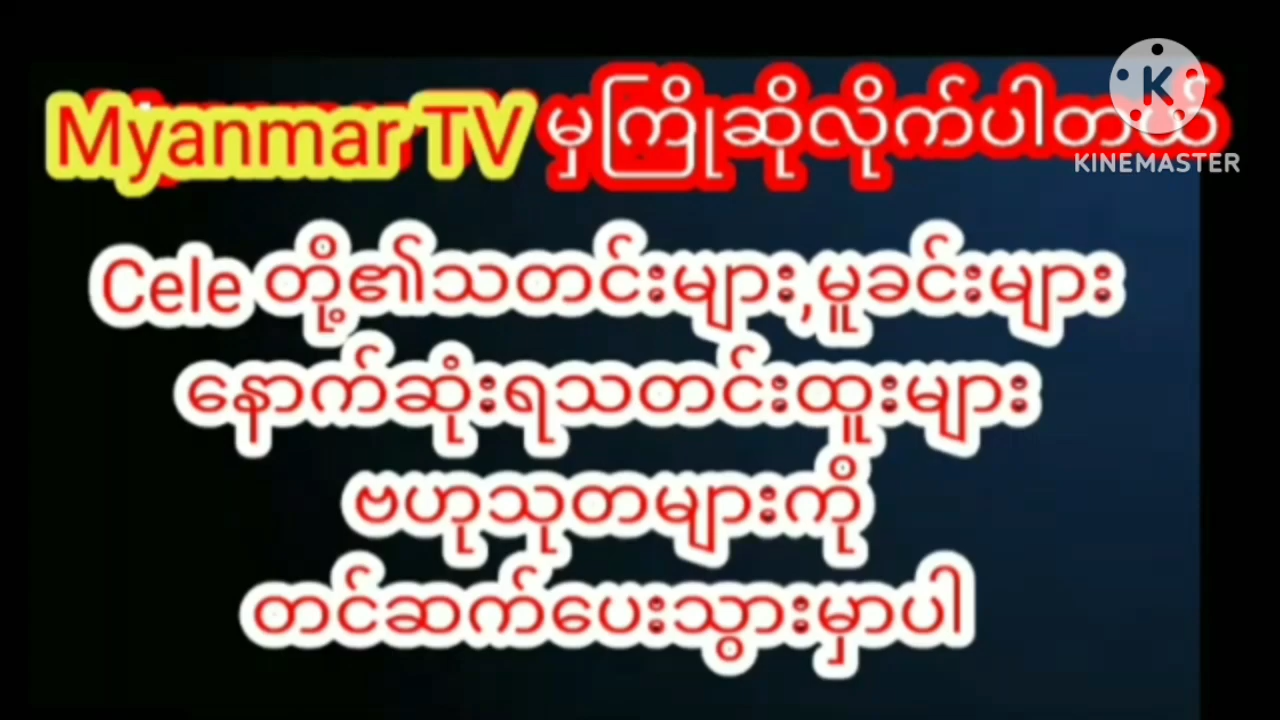 Myanmar TV မှကြိုဆိုလိုက်ပါတယ်
KINEMASTER
Cele တို့၏သတင်းများ,မူခင်းများ
နောက်ဆုံးရသတင်းထူးများ
ဗဟုသုတများကို
တင်ဆက်ပေးသွားမှာပါ